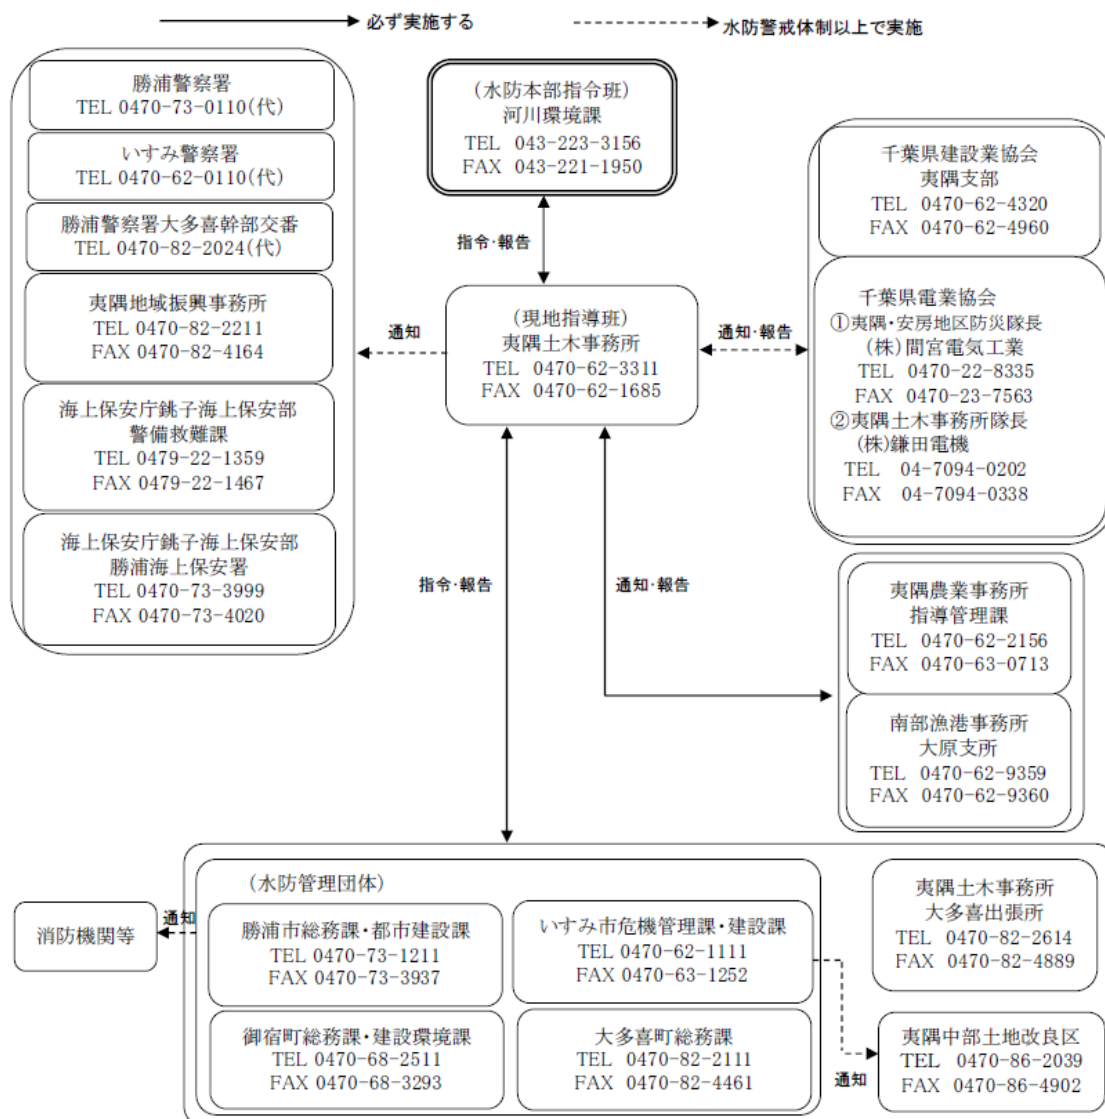 必ず実施する
水防警戒体制以上で実施
勝浦警察署
TEL 0470-73-0110(代)
いすみ警察署
TEL 0470-62-0110(代)
勝浦警察署大多喜幹部交番
TEL 0470-82-2024(代)
夷隅地域振興事務所
TEL 0470-82-2211
FAX 0470-82-4164
海上保安庁銚子海上保安部
警備救難課
TEL 0479-22-1359
FAX 0479-22-1467
海上保安庁銚子海上保安部
勝浦海上保安署
TEL 0470-73-3999
FAX 0470-73-4020
(水防本部指令班)
河川環境課
TEL 043-223-3156
FAX 043-221-1950
指令・報告
通知
(現地指導班)
夷隅土木事務所
TEL 0470-62-3311
FAX 0470-62-1685
通知・報告
千葉県建設業協会
夷隅支部
TEL 0470-62-4320
FAX 0470-62-4960
千葉県電業協会
①夷隅・安房地区防災隊長
(株)間宮電気工業
TEL 0470-22-8335
FAX 0470-23-7563
②夷隅土木事務所隊長
(株)鎌田電機
TEL 04-7094-0202
FAX 04-7094-0338
指令・報告
通知・報告
夷隅農業事務所
指導管理課
TEL 0470-62-2156
FAX 0470-63-0713
南部漁港事務所
大原支所
TEL 0470-62-9359
FAX 0470-62-9360
消防機関等
通知
(水防管理団体)
勝浦市総務課・都市建設課
TEL 0470-73-1211
FAX 0470-73-3937
いすみ市危機管理課・建設課
TEL 0470-62-1111
FAX 0470-63-1252
御宿町総務課・建設環境課
TEL 0470-68-2511
FAX 0470-68-3293
大多喜町総務課
TEL 0470-82-2111
FAX 0470-82-4461
夷隅土木事務所
大多喜出張所
TEL 0470-82-2614
FAX 0470-82-4889
通知
夷隅中部土地改良区
TEL 0470-86-2039
FAX 0470-86-4902